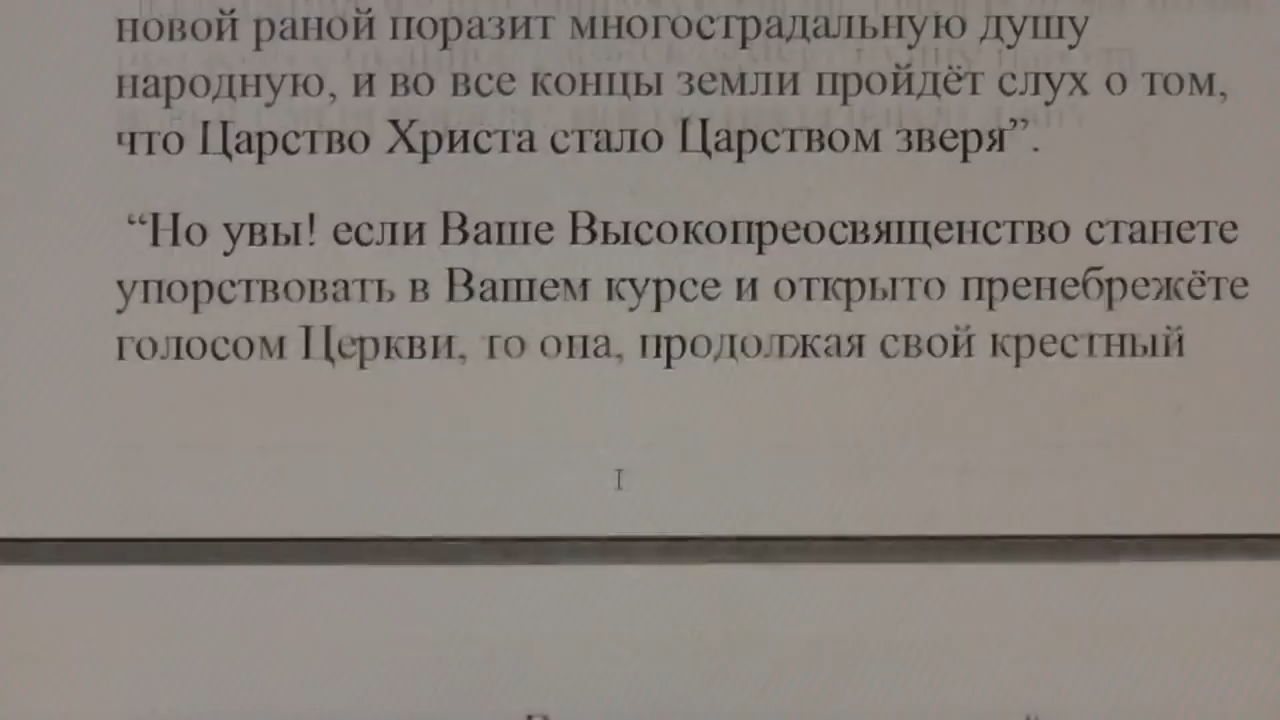 новой раной поразит многострадальную душу
народную, и во все концы земли пройдёт слух о том,
что Царство Христа стало Царством зверя”.
“Но увы! если Ваше Высокопреосвященство станете
упорствовать в Вашем курсе и открыто пренебрежёте
голосом Церкви, то она, продолжая свой крестный